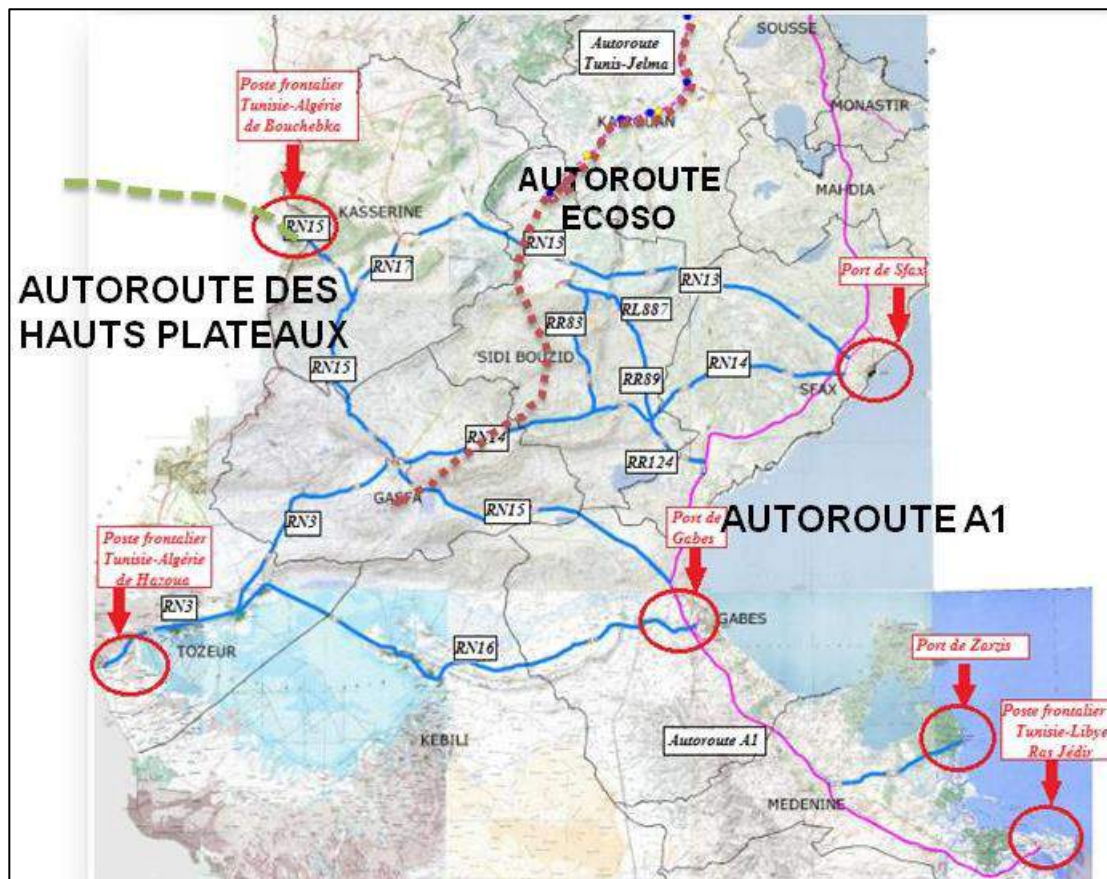 SOUSSE
Autoroute
Tunis-Jelma
Poste frontalier
Tunisie-Algérie
de Bouchebka
MONASTIR
KAIROUAN
AUTOROUTE
ECOSO
MAHDIA
KASSERINE
RN15
RN13
RN17
AUTOROUTE DES
HAUTS PLATEAUX
RN13
Port de Sfax
RL887
RR83
SIDI BOUZID
RN14
RN15
RR89
SFAX
RN14
RR124
GAFSA
RN15
RN3
Port de
Gabes
AUTOROUTE A1
Poste frontalier
Tunisie-Algérie
de Hazoua
RN3
GABES
TOZEUR
RN16
Port de Zarzis
KEBILI
Autoroute A1
Poste frontalier
Tunisie-Libye
Ras Jédir
MEDENINE